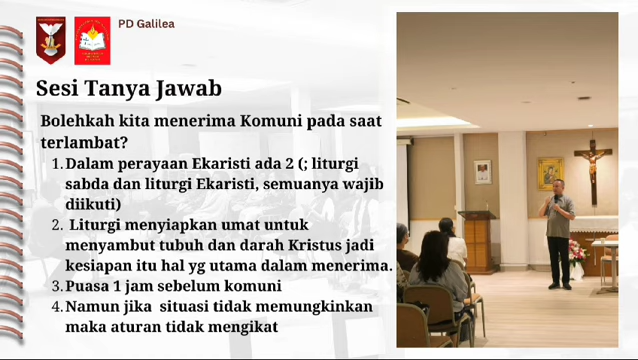 PD Galilea
Sesi Tanya Jawab
Bolehkah kita menerima Komuni pada saat
terlambat?
1. Dalam perayaan Ekaristi ada 2 (; liturgi
sabda dan liturgi Ekaristi, semuanya wajib
diikuti)
2. Liturgi menyiapkan umat untuk
menyambut tubuh dan darah Kristus jadi
kesiapan itu hal yg utama dalam menerima.
3. Puasa 1 jam sebelum komuni
4. Namun jika situasi tidak memungkinkan
maka aturan tidak mengikat